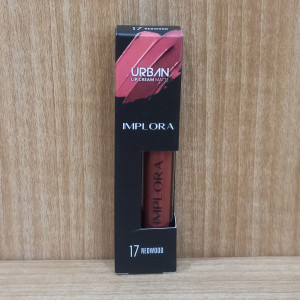 17 REDWOOD
URBAN
LIP CREAM MATTE
IMPLORA
IMPLORA
17 REDWOOD